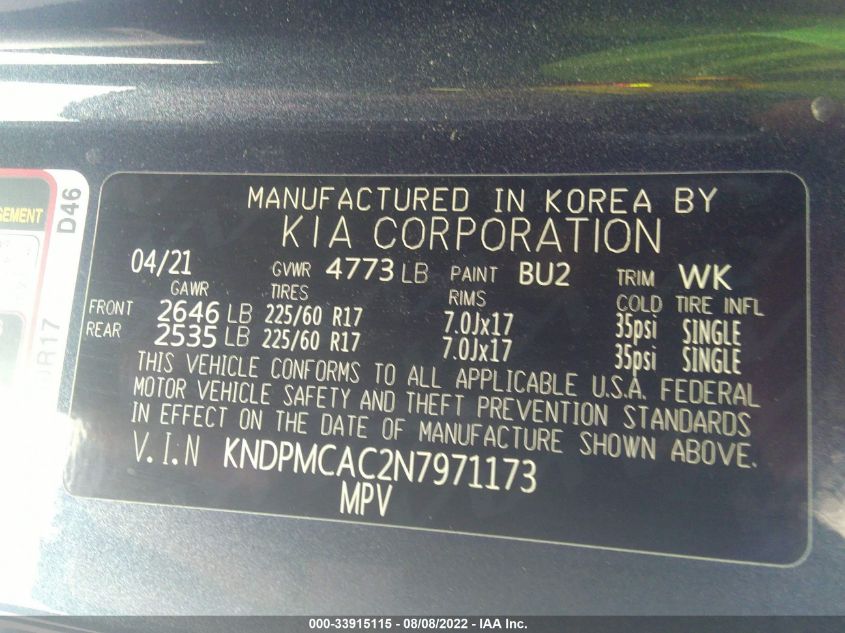 MANUFACTURED IN KOREA BY
KIA CORPORATION
04/21 GVWR 4773 LB PAINT BU2 TRIM WK
GAWR TIRES RIMS COLD TIRE INFL
FRONT 2646 LB 225/60 R17 7.0Jx17 35psi SINGLE
REAR 2535 LB 225/60 R17 7.0Jx17 35psi SINGLE
THIS VEHICLE CONFORMS TO ALL APPLICABLE U.S.A. FEDERAL
MOTOR VEHICLE SAFETY AND THEFT PREVENTION STANDARDS
IN EFFECT ON THE DATE OF MANUFACTURE SHOWN ABOVE.
V.I.N KNDPMCAC2N7971173
MPV
D46
R17
000-33915115 - 08/08/2022 - IAA Inc.